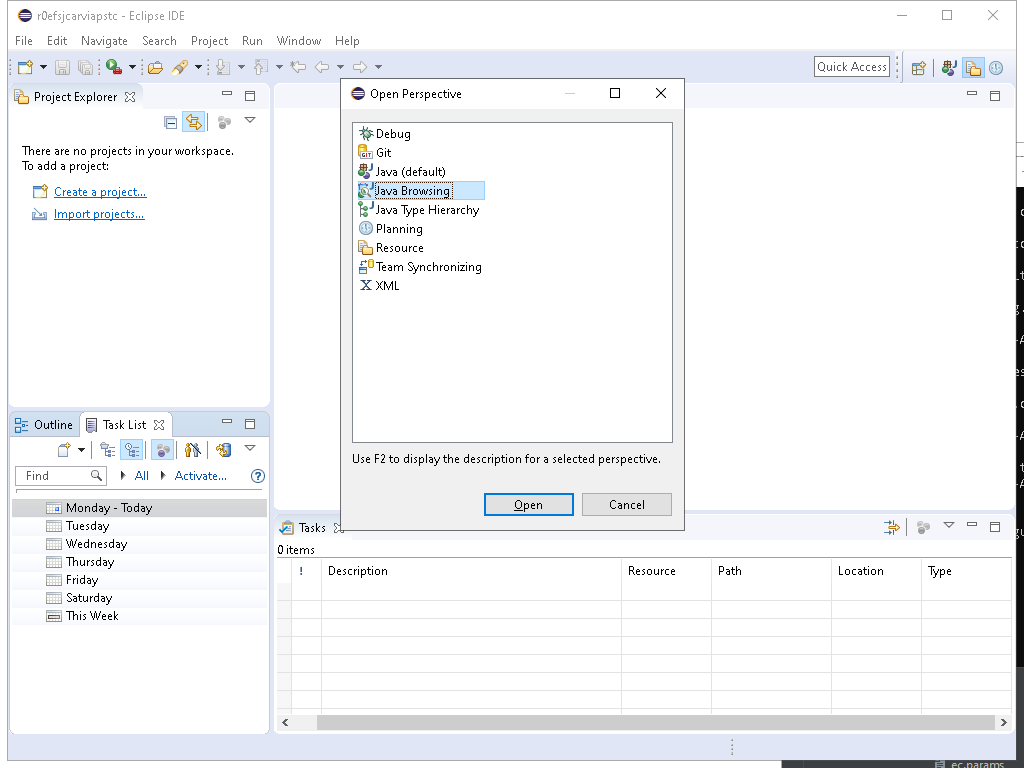 r0efsjcarviapstc - Eclipse IDE
File Edit Navigate Search Project Run Window Help
Quick Access
Project Explorer
There are no projects in your workspace.
To add a project:
Create a project...
Import projects...
Open Perspective
Debug
Git
Java (default)
Java Browsing
Java Type Hierarchy
Planning
Resource
Team Synchronizing
XML
Use F2 to display the description for a selected perspective.
Open Cancel
Outline Task List
Find All Activate...
Monday - Today
Tuesday
Wednesday
Thursday
Friday
Saturday
This Week
Tasks
0 items
! Description Resource Path Location Type
ec.params